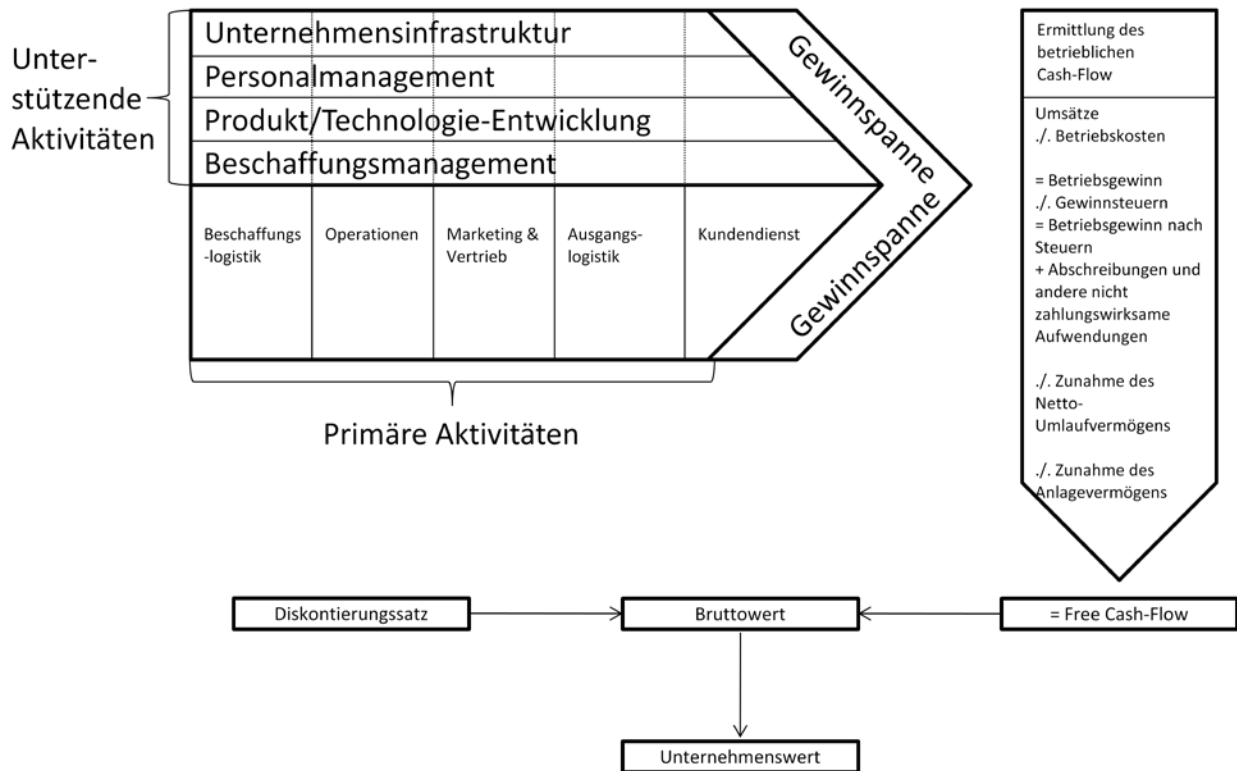 Unter-
stützende
Aktivitäten
Unternehmensinfrastruktur
Personalmanagement
Produkt/Technologie-Entwicklung
Beschaffungsmanagement
Gewinnspanne
Gewinnspanne
Beschaffungs
-logistik
Operationen
Marketing &
Vertrieb
Ausgangs-
logistik
Kundendienst
Primäre Aktivitäten
Ermittlung des
betrieblichen
Cash-Flow
Umsätze
./. Betriebskosten
= Betriebsgewinn
./. Gewinnsteuern
= Betriebsgewinn nach
Steuern
+ Abschreibungen und
andere nicht
zahlungswirksame
Aufwendungen
./. Zunahme des
Netto-
Umlaufvermögens
./. Zunahme des
Anlagevermögens
Diskontierungssatz
Bruttowert
= Free Cash-Flow
Unternehmenswert